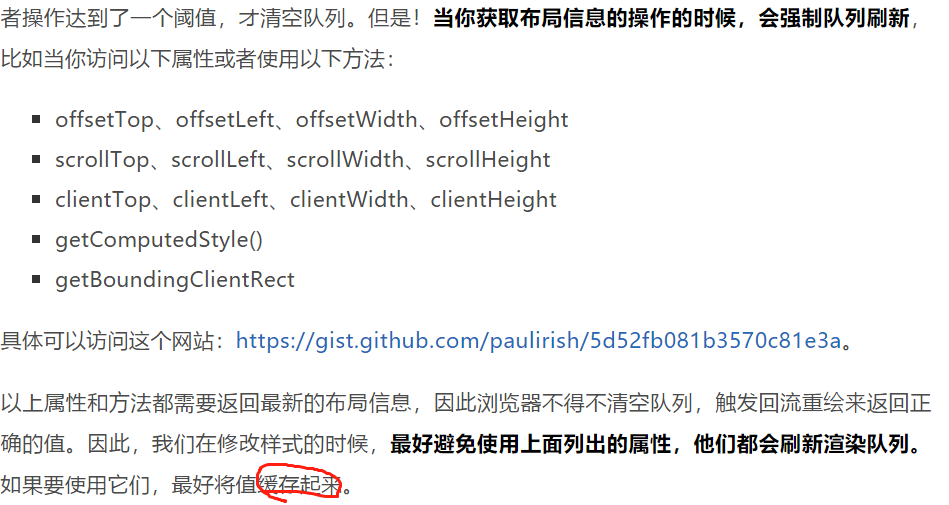 者操作达到了一个阈值，才清空队列。但是！当你获取布局信息的操作的时候，会强制队列刷新，
比如当你访问以下属性或者使用以下方法：
offsetTop、offsetLeft、offsetWidth、offsetHeight
scrollTop、scrollLeft、scrollWidth、scrollHeight
clientTop、clientLeft、clientWidth、clientHeight
getComputedStyle()
getBoundingClientRect
具体可以访问这个网站：https://gist.github.com/paulirish/5d52fb081b3570c81e3a。
以上属性和方法都需要返回最新的布局信息，因此浏览器不得不清空队列，触发回流重绘来返回正
确的值。因此，我们在修改样式的时候，最好避免使用上面列出的属性，他们都会刷新渲染队列。
如果要使用它们，最好将值缓存起来。